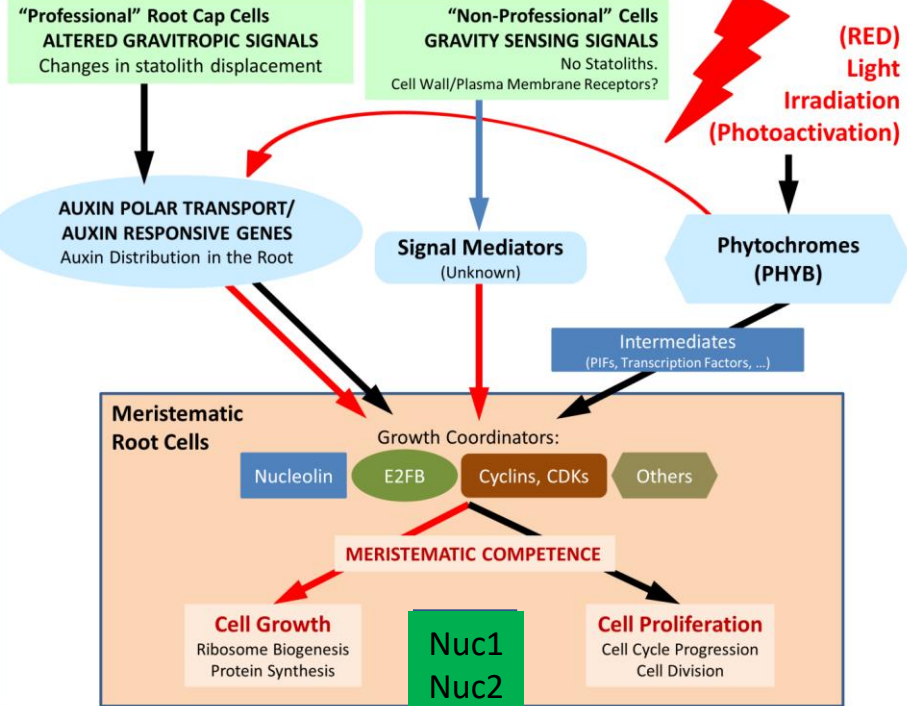 “Professional” Root Cap Cells
ALTERED GRAVITROPIC SIGNALS
Changes in statolith displacement
“Non-Professional” Cells
GRAVITY SENSING SIGNALS
No Statoliths.
Cell Wall/Plasma Membrane Receptors?
(RED)
Light
Irradiation
(Photoactivation)
AUXIN POLAR TRANSPORT/
AUXIN RESPONSIVE GENES
Auxin Distribution in the Root
Signal Mediators
(Unknown)
Phytochromes
(PHYB)
Intermediates
(PIFs, Transcription Factors, ...)
Meristematic
Root Cells
Growth Coordinators:
Nucleolin
E2FB
Cyclins, CDKs
Others
MERISTEMATIC COMPETENCE
Cell Growth
Ribosome Biogenesis
Protein Synthesis
Nuc1
Nuc2
Cell Proliferation
Cell Cycle Progression
Cell Division